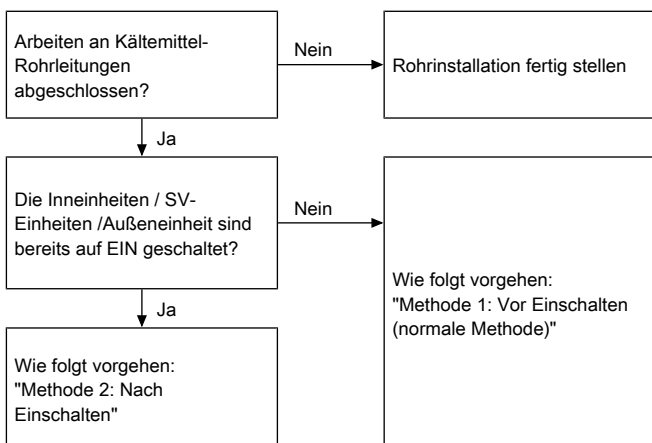 Arbeiten an Kältemittel-
Rohrleitungen
abgeschlossen?
Nein
Rohrinstallation fertig stellen
Ja
Die Inneinheiten / SV-
Einheiten /Außeneinheit sind
bereits auf EIN geschaltet?
Nein
Wie folgt vorgehen:
"Methode 1: Vor Einschalten
(normale Methode)"
Ja
Wie folgt vorgehen:
"Methode 2: Nach
Einschalten"